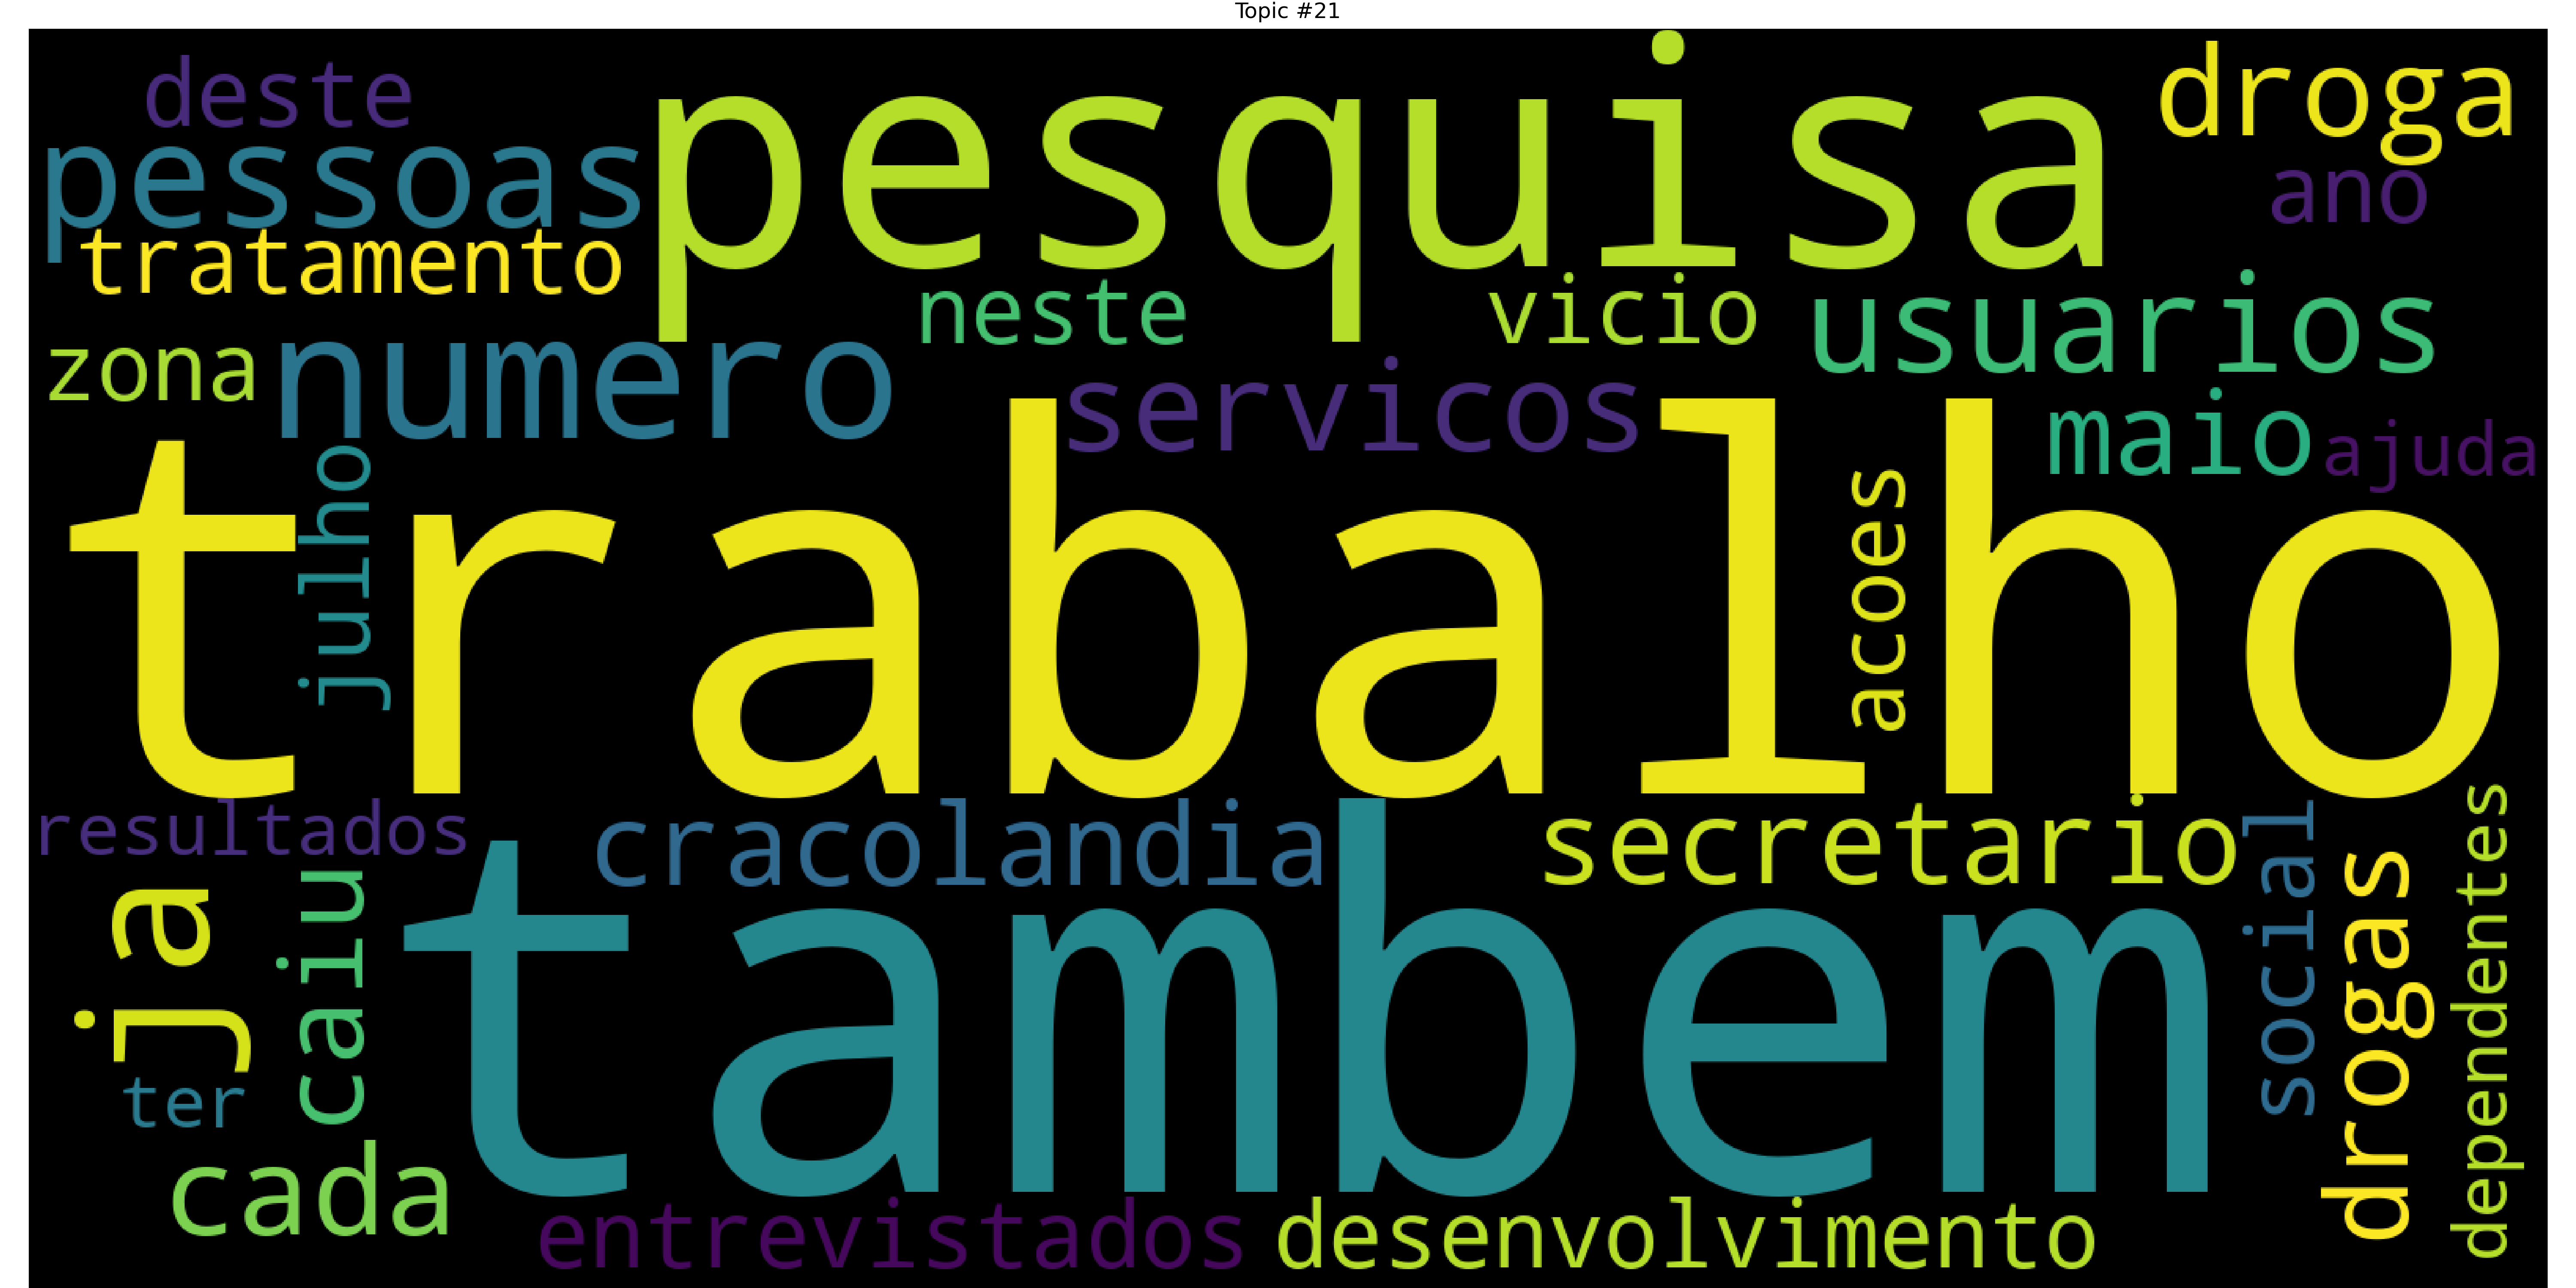 Topic #21
deste
pesquisa
droga
pessoas
ano
tratamento
neste
vicio
usuarios
zona
numero
servicos
maio
ajuda
julho
trabalho
acoes
resultados
cracolandia
secretario
social
dependentes
ja
caiu
tambem
drogas
ter
cada
entrevistados
desenvolvimento